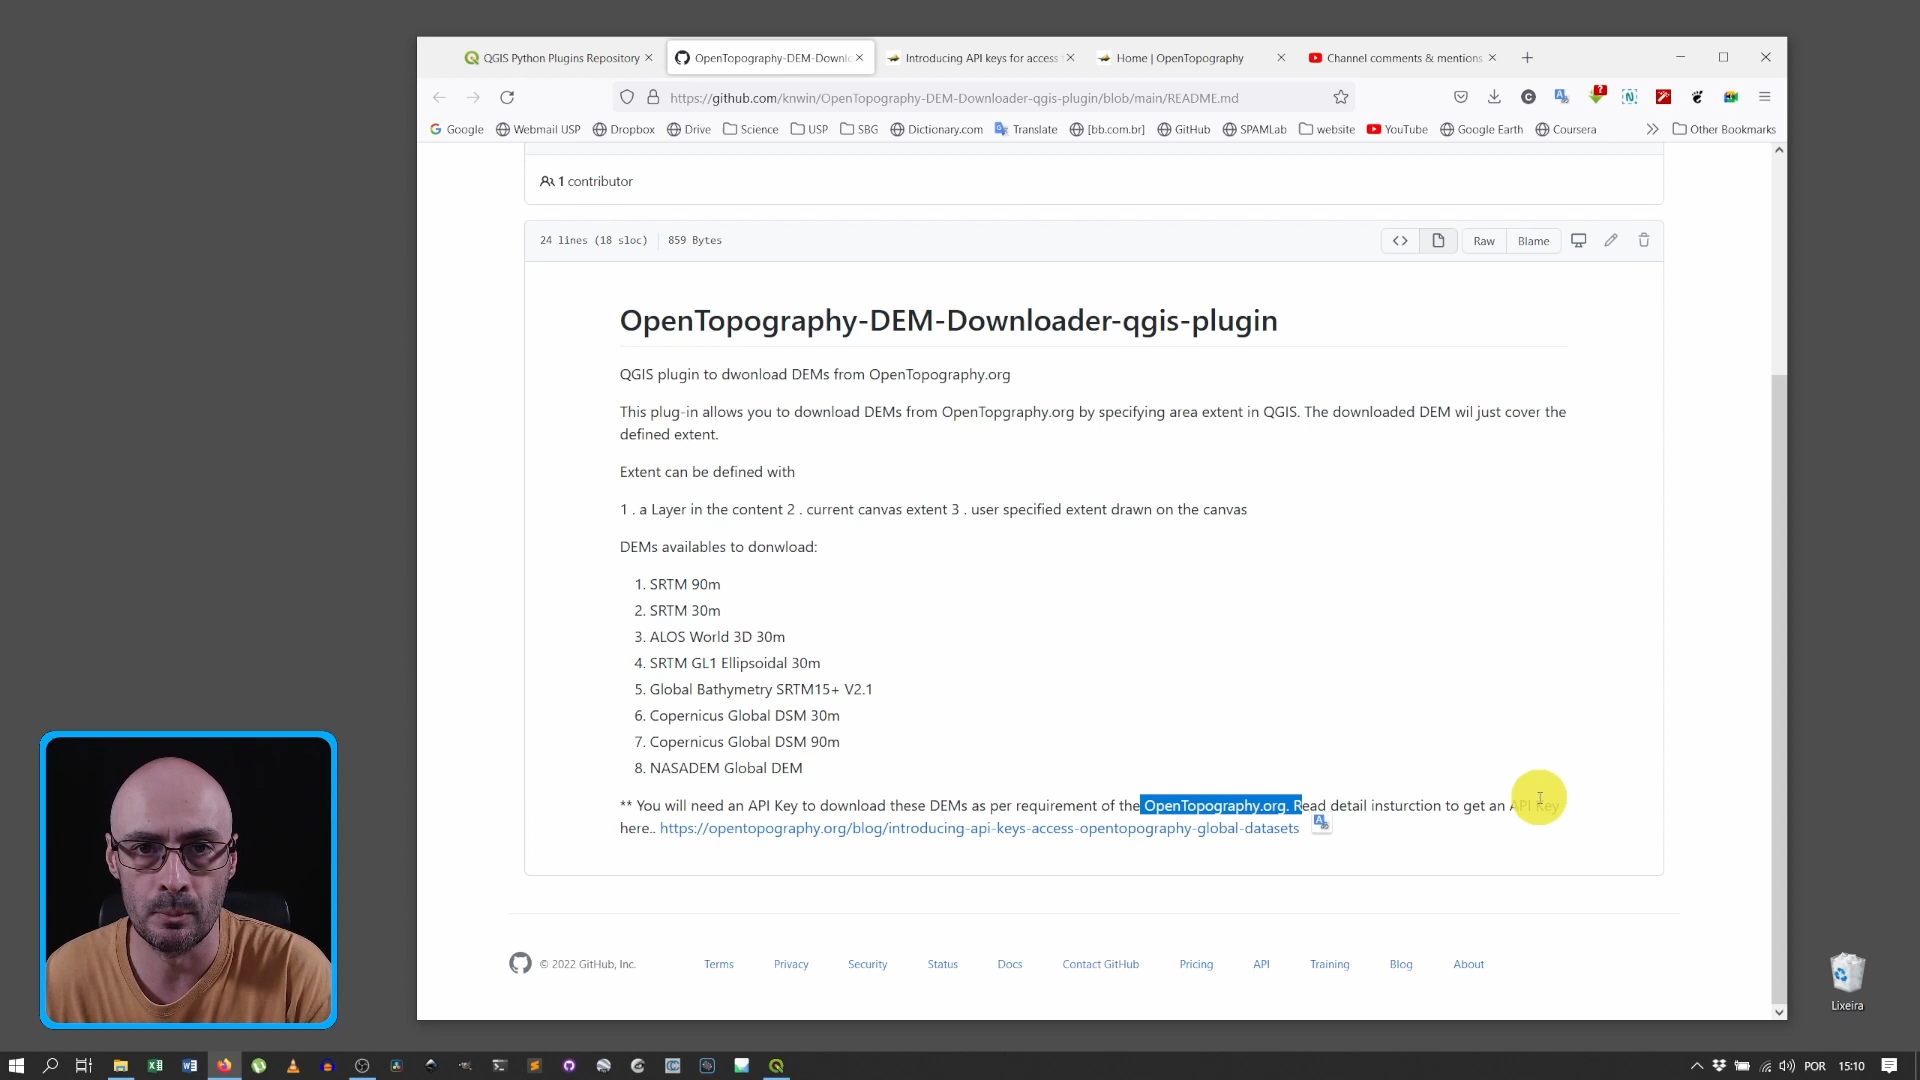 QGIS Python Plugins Repository
OpenTopography-DEM-Downlo
Introducing API keys for access
Home | OpenTopography
Channel comments & mentions
https://github.com/knwin/OpenTopography-DEM-Downloader-qgis-plugin/blob/main/README.md
Google Webmail USP Dropbox Drive Science USP SBG Dictionary.com Translate [bb.com.br] GitHub SPAMLab website YouTube Google Earth Coursera Other Bookmarks
1 contributor
24 lines (18 sloc) 859 Bytes
Raw Blame
OpenTopography-DEM-Downloader-qgis-plugin
QGIS plugin to dwonload DEMs from OpenTopography.org
This plug-in allows you to download DEMs from OpenTopgraphy.org by specifying area extent in QGIS. The downloaded DEM wil just cover the
defined extent.
Extent can be defined with
1 . a Layer in the content 2 . current canvas extent 3 . user specified extent drawn on the canvas
DEMs availables to donwload:
1. SRTM 90m
2. SRTM 30m
3. ALOS World 3D 30m
4. SRTM GL1 Ellipsoidal 30m
5. Global Bathymetry SRTM15+ V2.1
6. Copernicus Global DSM 30m
7. Copernicus Global DSM 90m
8. NASADEM Global DEM
** You will need an API Key to download these DEMs as per requirement of the OpenTopography.org. Read detail insturction to get an API Key
here.. https://opentopography.org/blog/introducing-api-keys-access-opentopography-global-datasets
© 2022 GitHub, Inc. Terms Privacy Security Status Docs Contact GitHub Pricing API Training Blog About
Lixeira
POR 15:10